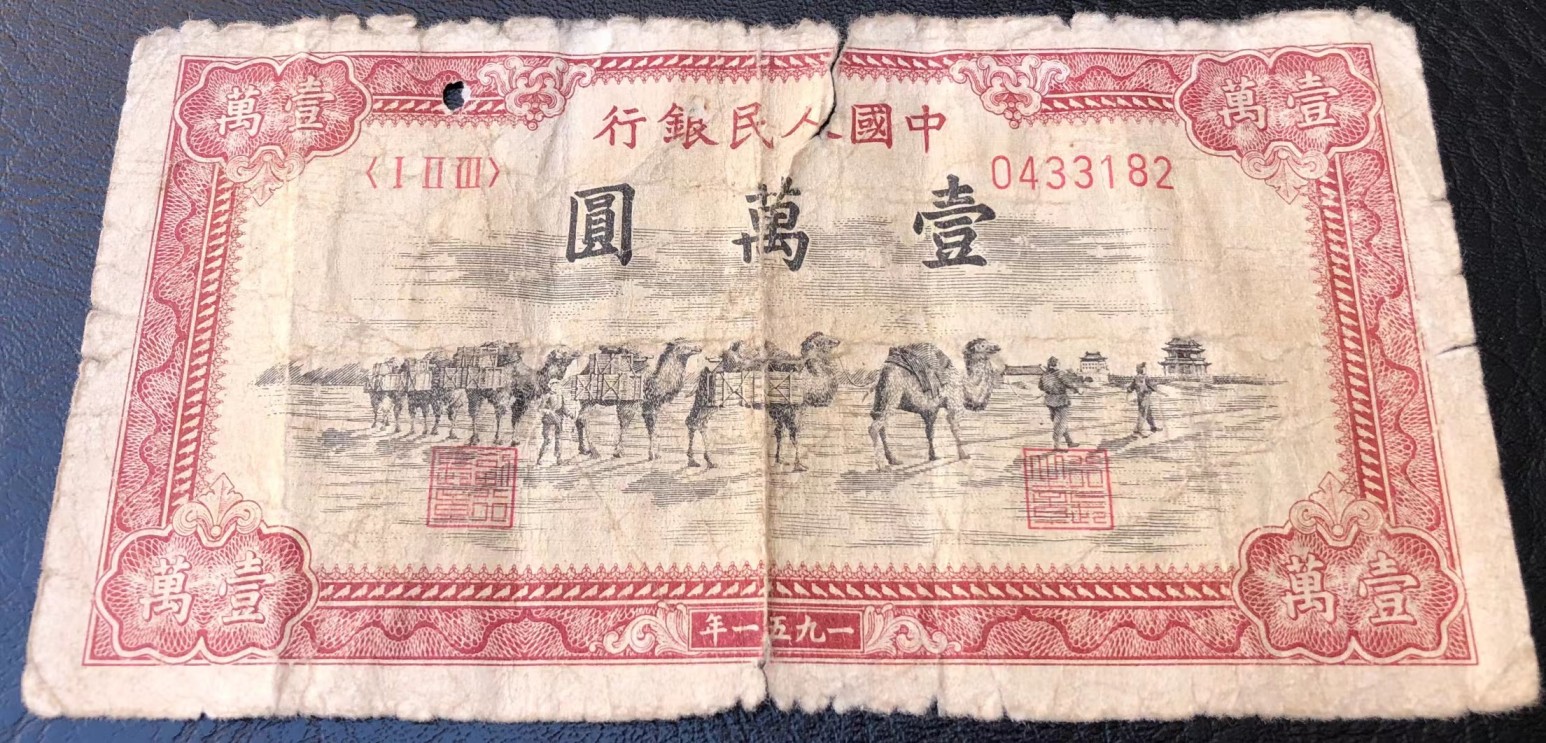 壹萬
壹萬
中國人民銀行
〈I II III〉
0433182
壹萬圓
壹萬
壹萬
一九五一年